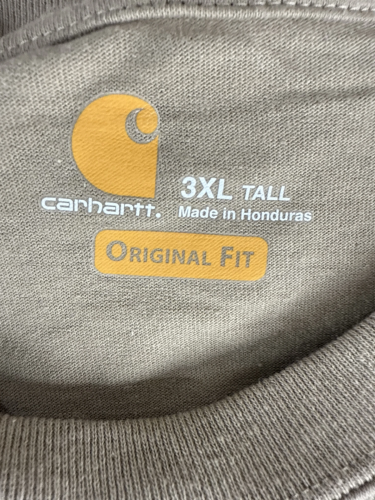 3XL TALL
carhartt.
Made in Honduras
ORIGINAL FIT